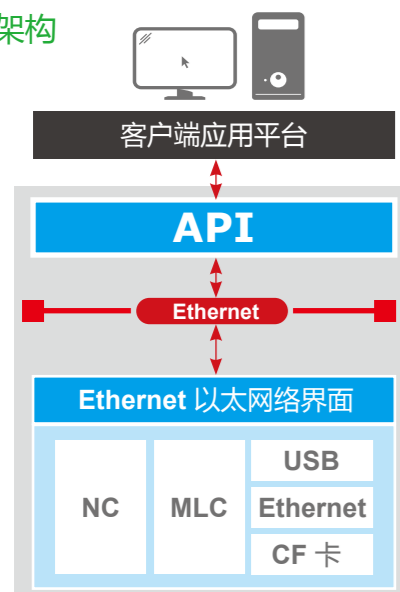 架构
客户端应用平台
API
Ethernet
Ethernet 以太网络界面
NC
MLC
USB
Ethernet
CF 卡